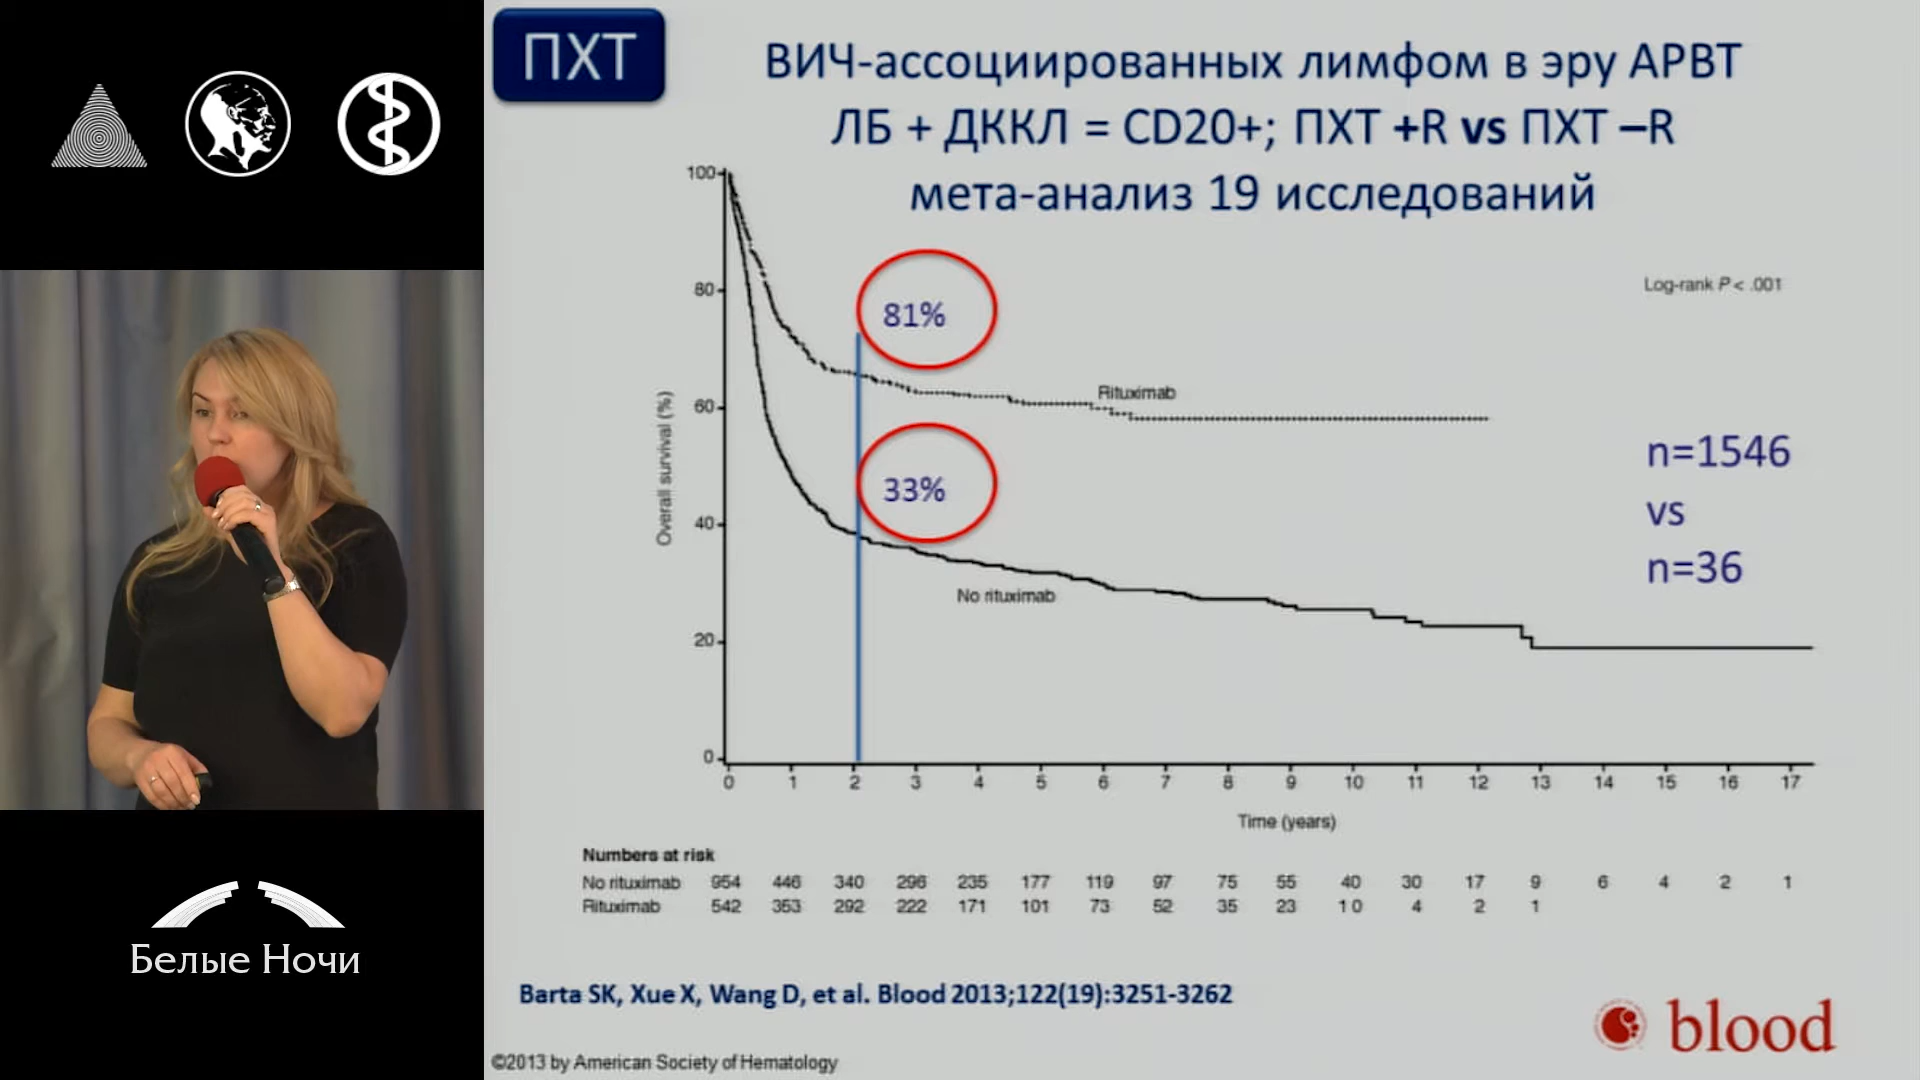 ПХТ
ВИЧ-ассоциированных лимфом в эру АРВТ
ЛБ + ДККЛ = CD20+; ПХТ +R vs ПХТ –R
мета-анализ 19 исследований
100
80
60
40
20
0
Overall survival (%)
81%
33%
Log-rank P < .001
Rituximab
No rituximab
n=1546
vs
n=36
0 1 2 3 4 5 6 7 8 9 10 11 12 13 14 15 16 17
Time (years)
Numbers at risk
No rituximab 954 446 340 296 235 177 119 97 75 55 40 30 17 9 6 4 2 1
Rituximab 542 353 292 222 171 101 73 52 35 23 1 0 4 2 1
Barta SK, Xue X, Wang D, et al. Blood 2013;122(19):3251-3262
blood
©2013 by American Society of Hematology
Белые Ночи